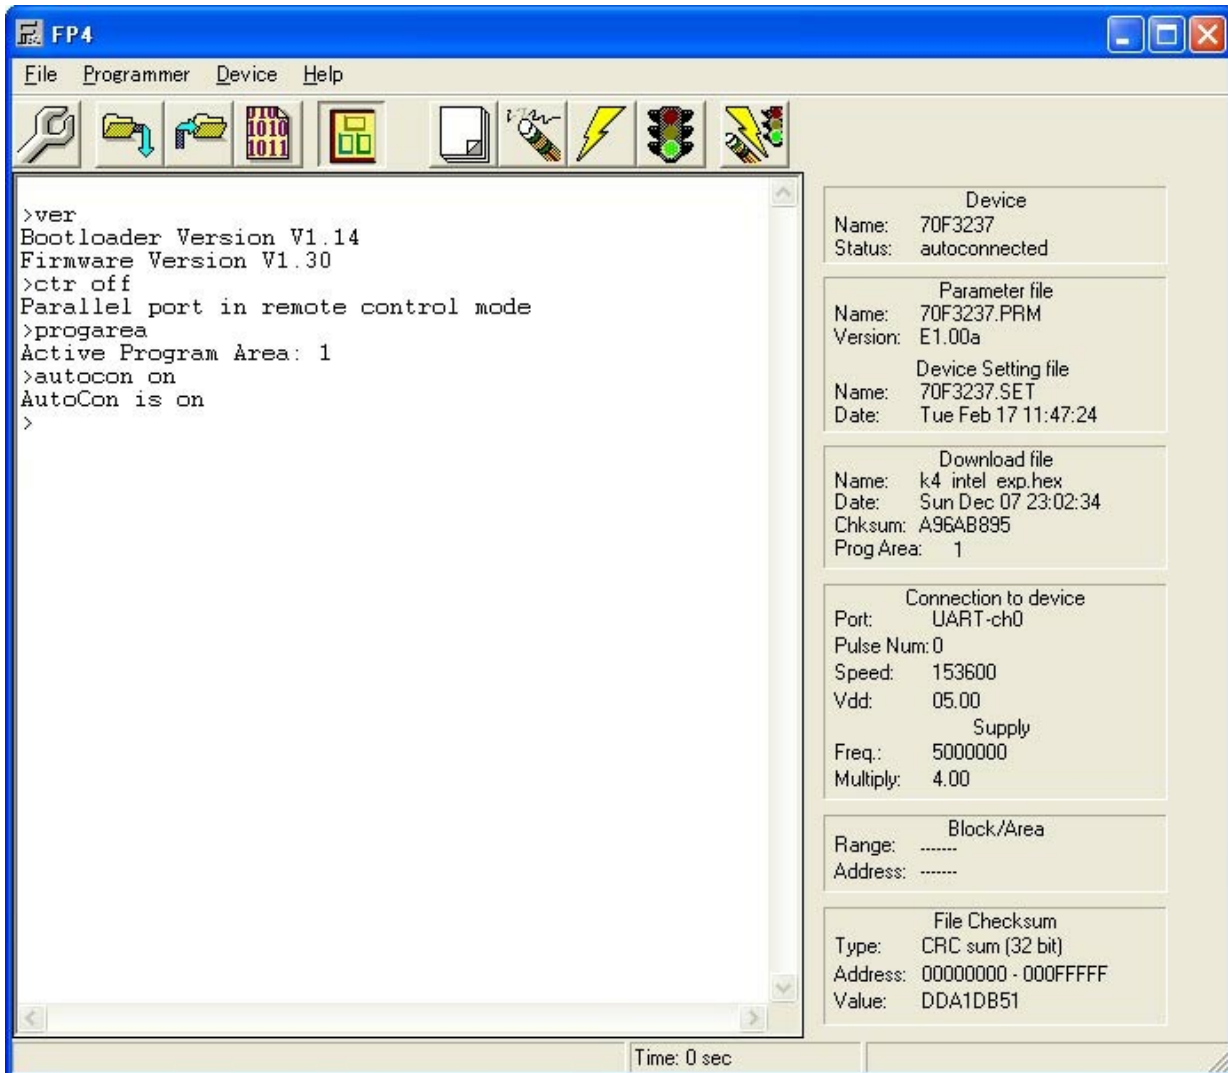 FP4
File Programmer Device Help
010
1010
1011
>ver
Bootloader Version V1.14
Firmware Version V1.30
>ctr off
Parallel port in remote control mode
>progarea
Active Program Area: 1
>autocon on
AutoCon is on
>
Device
Name: 70F3237
Status: autoconnected
Parameter file
Name: 70F3237.PRM
Version: E1.00a
Device Setting file
Name: 70F3237.SET
Date: Tue Feb 17 11:47:24
Download file
Name: k4_intel_exp.hex
Date: Sun Dec 07 23:02:34
Chksum: A96AB895
Prog Area: 1
Connection to device
Port: UART-ch0
Pulse Num: 0
Speed: 153600
Vdd: 05.00
Supply
Freq.: 5000000
Multiply: 4.00
Block/Area
Range: -------
Address: -------
File Checksum
Type: CRC sum (32 bit)
Address: 00000000 - 000FFFFF
Value: DDA1DB51
Time: 0 sec